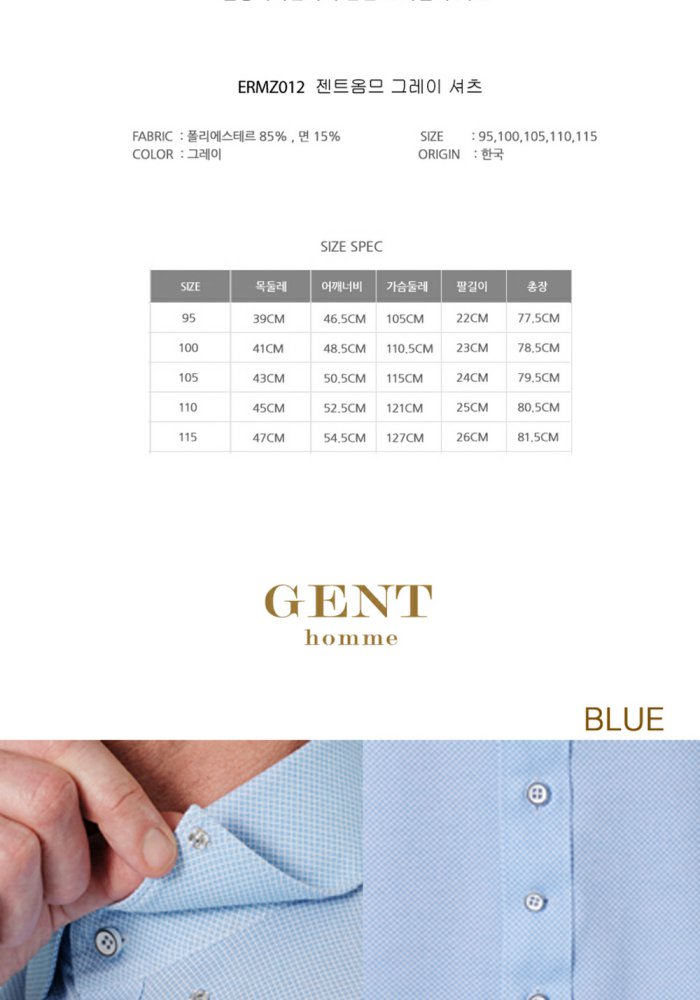 ERMZ012 젠트옴므 그레이 셔츠
FABRIC : 폴리에스테르 85% , 면 15% SIZE : 95,100,105,110,115
COLOR : 그레이 ORIGIN : 한국
SIZE SPEC
SIZE 목둘레 어깨너비 가슴둘레 팔길이 총장
95 39CM 46.5CM 105CM 22CM 77.5CM
100 41CM 48.5CM 110.5CM 23CM 78.5CM
105 43CM 50.5CM 115CM 24CM 79.5CM
110 45CM 52.5CM 121CM 25CM 80.5CM
115 47CM 54.5CM 127CM 26CM 81.5CM
GENT
homme
BLUE